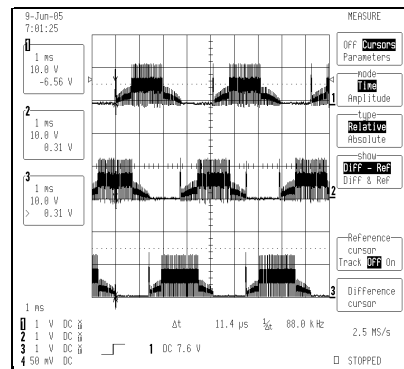 9-Jun-05
7:01:25
1
1 ms
10.0 V
-6.56 V
2
1 ms
10.0 V
0.31 V
3
1 ms
10.0 V
> 0.31 V
1
2
3
MEASURE
OFF Cursors
Parameters
mode
Time
Amplitude
type
Relative
Absolute
show
Diff - Ref
Diff & Ref
Reference
cursor
Track Off On
Difference
cursor
1 ms
1 1 V DC
2 1 V DC
3 1 V DC
4 50 mV DC
Δt 11.4 µs 1/Δt 88.0 kHz
1 DC 7.6 V
2.5 MS/s
STOPPED